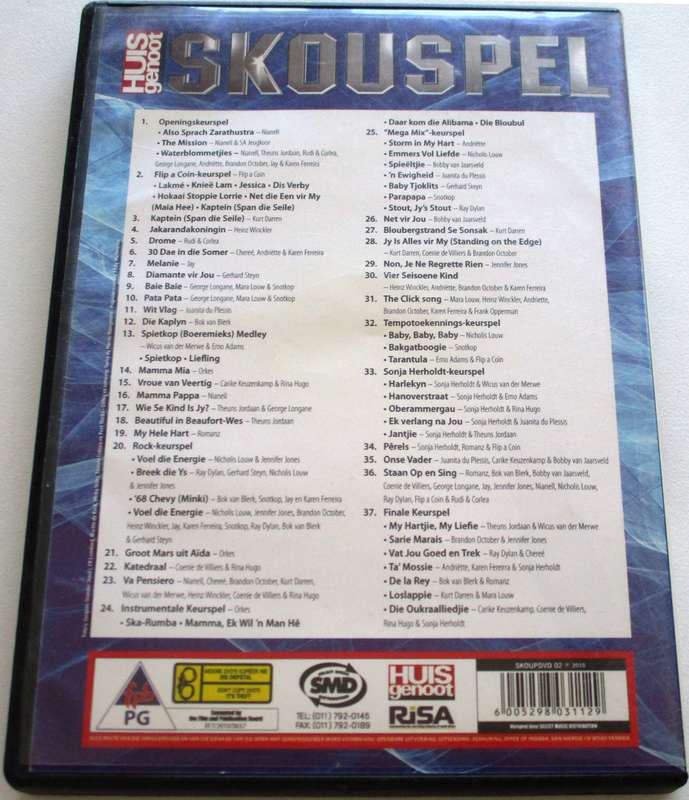 HUIS
genoot
SKOUSPEL
1. Openingskeurspel
• Also Sprach Zarathustra – Nianell
• The Mission – Nianell & SA Jeugkoor
• Waterblommetjies – Nianell, Theuns Jordaan, Rudi & Corlea,
George Longane, Andriëtte, Brandon October, Jay & Karen Ferreira
2. Flip a Coin-keurspel – Flip a Coin
• Lakmé • Knieë Lam • Jessica • Dis Verby
• Hokaai Stoppie Lorrie • Net die Een vir My
(Maia Hee) • Kaptein (Span die Seile)
3. Kaptein (Span die Seile) – Kurt Darren
4. Jakarandakoningin – Heinz Winckler
5. Drome – Rudi & Corlea
6. 30 Dae in die Somer – Chereé, Andriëtte & Karen Ferreira
7. Melanie – Jay
8. Diamante vir Jou – Gerhard Steyn
9. Baie Baie – George Longane, Mara Louw & Snotkop
10. Pata Pata – George Longane, Mara Louw & Snotkop
11. Wit Vlag – Juanita du Plessis
12. Die Kaplyn – Bok van Blerk
13. Spietkop (Boeremieks) Medley
– Wicus van der Merwe & Emo Adams
• Spietkop • Liefling
14. Mamma Mia – Orkes
15. Vroue van Veertig – Carike Keuzenkamp & Rina Hugo
16. Mamma Pappa – Nianell
17. Wie Se Kind Is Jy? – Theuns Jordaan & George Longane
18. Beautiful in Beaufort-Wes – Theuns Jordaan
19. My Hele Hart – Romanz
20. Rock-keurspel
• Voel die Energie – Nicholis Louw & Jennifer Jones
• Breek die Ys – Ray Dylan, Gerhard Steyn, Nicholis Louw
& Jennifer Jones
• '68 Chevy (Minki) – Bok van Blerk, Snotkop, Jay en Karen Ferreira
• Voel die Energie – Nicholis Louw, Jennifer Jones, Brandon October,
Heinz Winckler, Jay, Karen Ferreira, Snotkop, Ray Dylan, Bok van Blerk
& Gerhard Steyn
21. Groot Mars uit Aïda – Orkes
22. Katedraal – Coenie de Villiers & Rina Hugo
23. Va Pensiero – Nianell, Chereé, Brandon October, Kurt Darren,
Wicus van der Merwe, Heinz Winckler, Coenie de Villiers & Rina Hugo
24. Instrumentale Keurspel – Orkes
• Ska-Rumba • Mamma, Ek Wil 'n Man Hê
• Daar kom die Alibama • Die Bloubul
25. "Mega Mix"-keurspel
• Storm in My Hart – Andriëtte
• Emmers Vol Liefde – Nicholis Louw
• Spieëltjie – Bobby van Jaarsveld
• 'n Ewigheid – Juanita du Plessis
• Baby Tjoklits – Gerhard Steyn
• Parapapa – Snotkop
• Stout, Jy's Stout – Ray Dylan
26. Net vir Jou – Bobby van Jaarsveld
27. Bloubergstrand Se Sonsak – Kurt Darren
28. Jy Is Alles vir My (Standing on the Edge)
– Kurt Darren, Coenie de Villiers & Brandon October
29. Non, Je Ne Regrette Rien – Jennifer Jones
30. Vier Seisoene Kind
– Heinz Winckler, Andriëtte, Brandon October & Karen Ferreira
31. The Click song – Mara Louw, Heinz Winckler, Andriette,
Brandon October, Karen Ferreira & Frank Opperman
32. Tempotoekennings-keurspel
• Baby, Baby, Baby – Nicholis Louw
• Bakgatboogie – Snotkop
• Tarantula – Emo Adams & Flip a Coin
33. Sonja Herholdt-keurspel
• Harlekyn – Sonja Herholdt & Wicus van der Merwe
• Hanoverstraat – Sonja Herholdt & Emo Adams
• Oberammergau – Sonja Herholdt & Rina Hugo
• Ek verlang na Jou – Sonja Herholdt & Juanita du Plessis
• Jantjie – Sonja Herholdt & Theuns Jordaan
34. Pêrels – Sonja Herholdt, Romanz & Flip a Coin
35. Onse Vader – Juanita du Plessis, Carike Keuzenkamp & Bobby van Jaarsveld
36. Staan Op en Sing – Romanz, Bok van Blerk, Bobby van Jaarsveld,
Coenie de Villiers, George Longane, Jay, Jennifer Jones, Nianell, Nicholis Louw,
Ray Dylan, Flip a Coin & Rudi & Corlea
37. Finale Keurspel
• My Hartjie, My Liefie – Theuns Jordaan & Wicus van der Merwe
• Sarie Marais – Brandon October & Jennifer Jones
• Vat Jou Goed en Trek – Ray Dylan & Chereé
• Ta' Mossie – Andriëtte, Karen Ferreira & Sonja Herholdt
• De la Rey – Bok van Blerk & Romanz
• Loslappie – Kurt Darren & Mara Louw
• Die Oukraalliedjie – Carike Keuzenkamp, Coenie de Villiers,
Rina Hugo & Sonja Herholdt
fpb
PG
DON'T COPY DVD'S
IT'S THEFT
Exempted by
the Film and Publication Board
SMD
TEL: (011) 792-0145
FAX: (011) 792-0189
HUIS
genoot
RiSA
SKOUPDVD 02 ℗ 2010
6 005298 031129